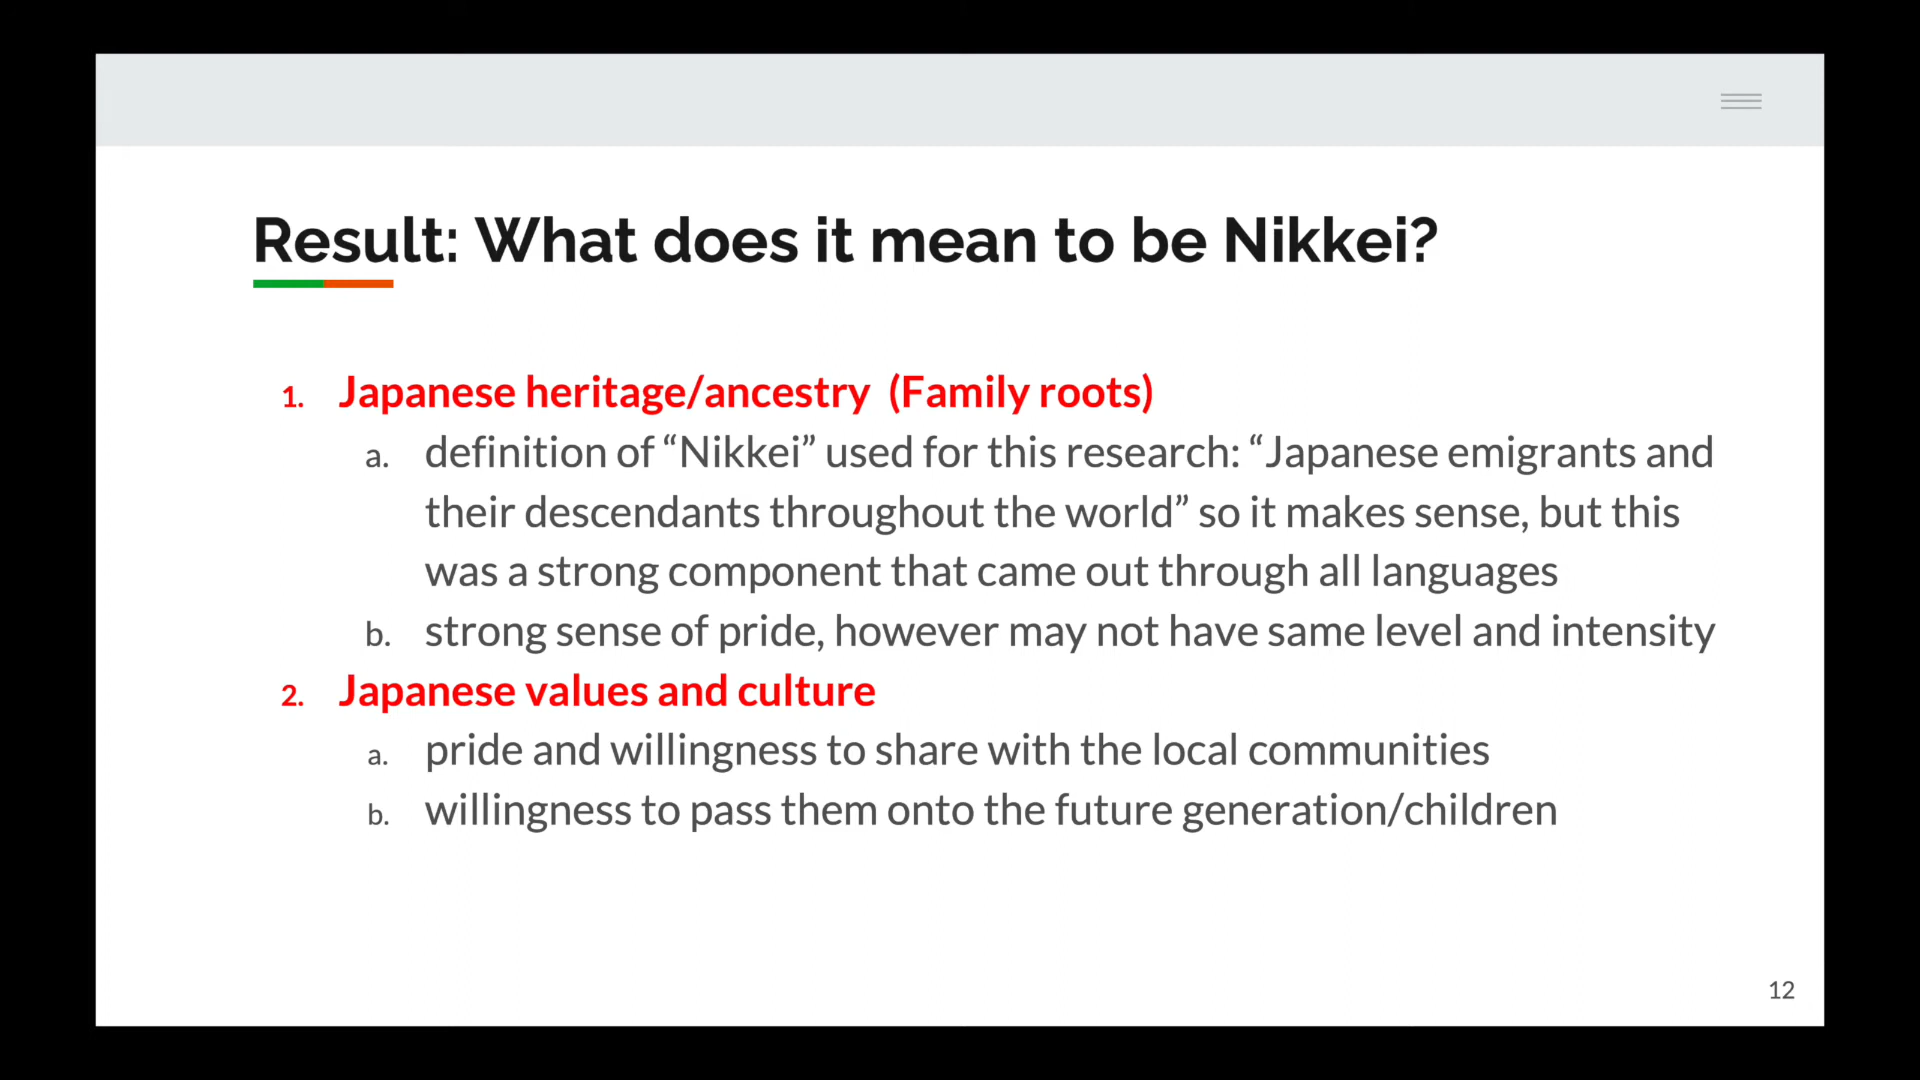 Result: What does it mean to be Nikkei?
1. Japanese heritage/ancestry (Family roots)
a. definition of “Nikkei” used for this research: “Japanese emigrants and
their descendants throughout the world” so it makes sense, but this
was a strong component that came out through all languages
b. strong sense of pride, however may not have same level and intensity
2. Japanese values and culture
a. pride and willingness to share with the local communities
b. willingness to pass them onto the future generation/children
12